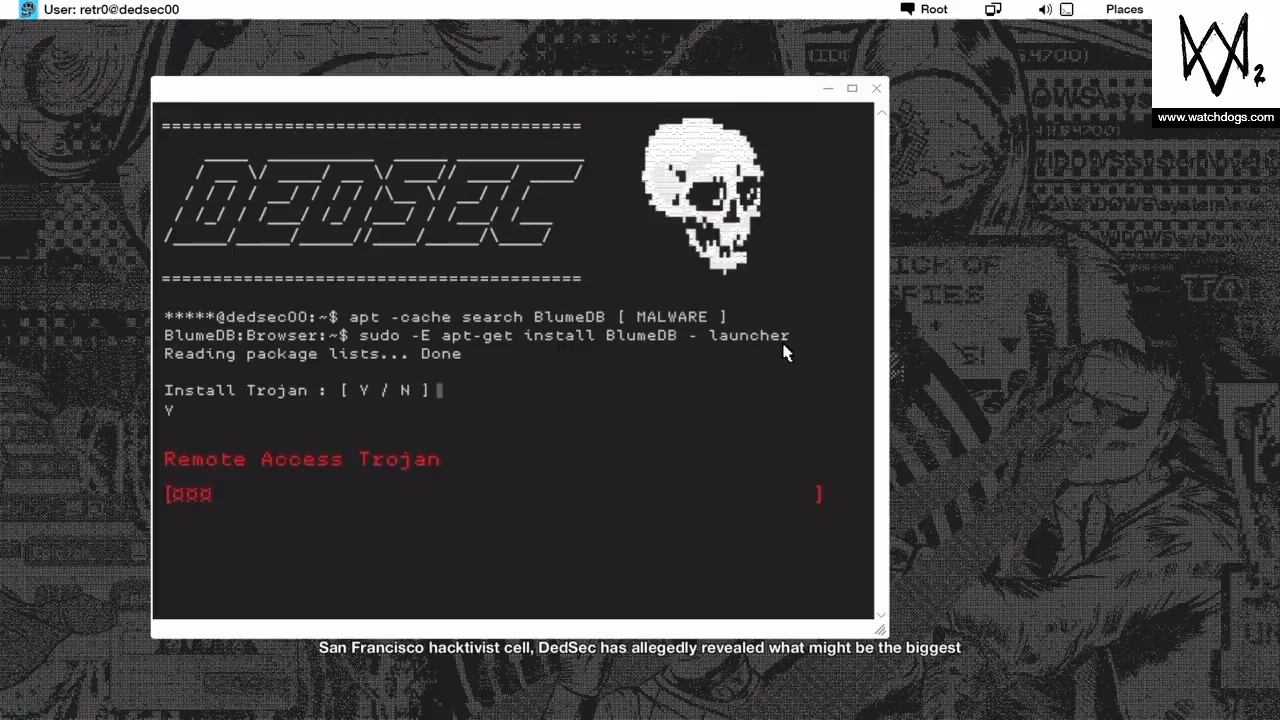 User: retr0@dedsec00
Root
Places
2
www.watchdogs.com
=========================================
DEDSEC
=========================================
*****@dedsec00:~$ apt -cache search BlumeDB [ MALWARE ]
BlumeDB:Browser:~$ sudo -E apt-get install BlumeDB - launcher
Reading package lists... Done
Install Trojan : [ Y / N ]
Y
Remote Access Trojan
[¤¤¤ ]
San Francisco hacktivist cell, DedSec has allegedly revealed what might be the biggest